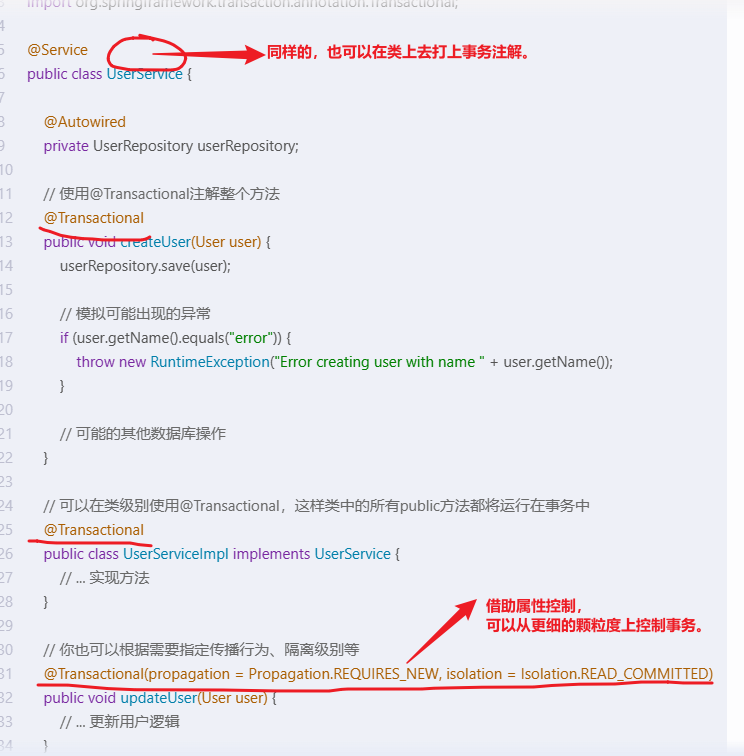 import org.springframework.transaction.annotation.Transactional;
4
5 @Service 同样的，也可以在类上去打上事务注解。
6 public class UserService {
7
8 @Autowired
9 private UserRepository userRepository;
10
11 // 使用@Transactional注解整个方法
12 @Transactional
13 public void createUser(User user) {
14 userRepository.save(user);
15
16 // 模拟可能出现的异常
17 if (user.getName().equals("error")) {
18 throw new RuntimeException("Error creating user with name " + user.getName());
19 }
20
21 // 可能的其他数据库操作
22 }
23
24 // 可以在类级别使用@Transactional，这样类中的所有public方法都将运行在事务中
25 @Transactional
26 public class UserServiceImpl implements UserService {
27 // ... 实现方法
28 }
29 借助属性控制，
可以从更细的颗粒度上控制事务。
30 // 你也可以根据需要指定传播行为、隔离级别等
31 @Transactional(propagation = Propagation.REQUIRES_NEW, isolation = Isolation.READ_COMMITTED)
32 public void updateUser(User user) {
33 // ... 更新用户逻辑
34 }